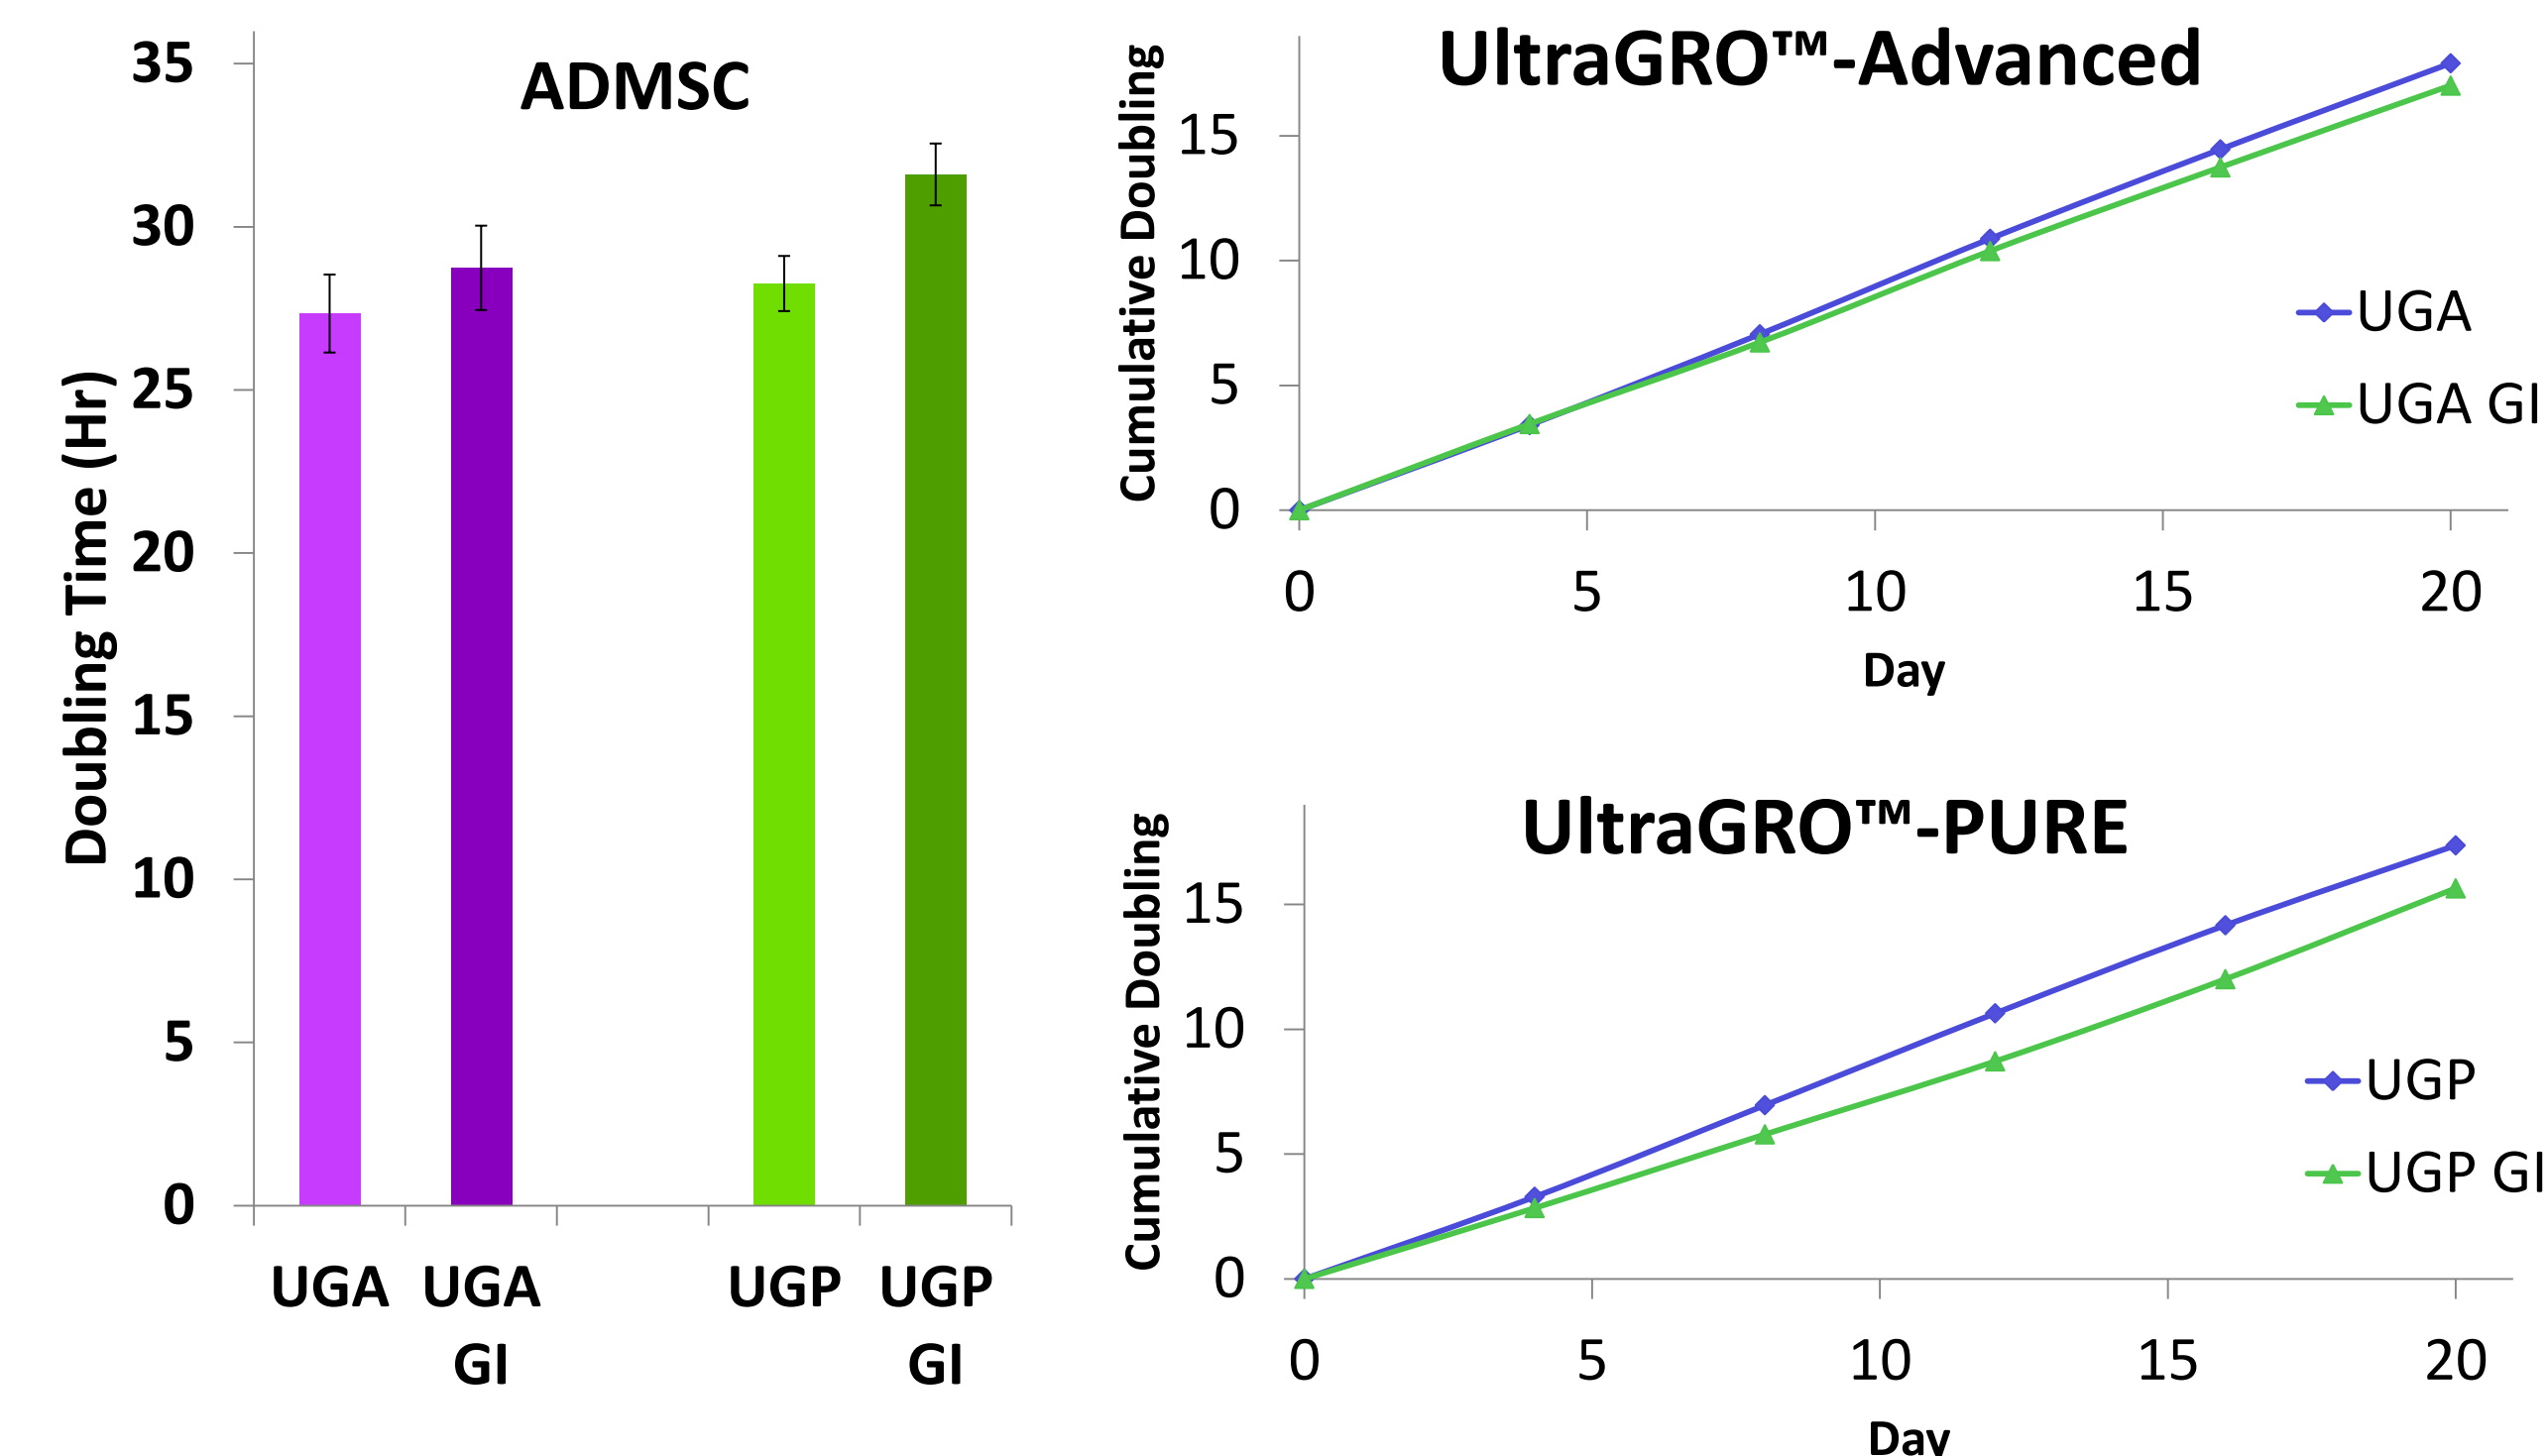 ADMSC
Doubling Time (Hr)
35
30
25
20
15
10
5
0
UGA
UGA GI
UGP
UGP GI
UltraGRO™-Advanced
Cumulative Doubling
15
10
5
0
0 5 10 15 20
Day
UGA
UGA GI
UltraGRO™-PURE
Cumulative Doubling
15
10
5
0
0 5 10 15 20
Day
UGP
UGP GI